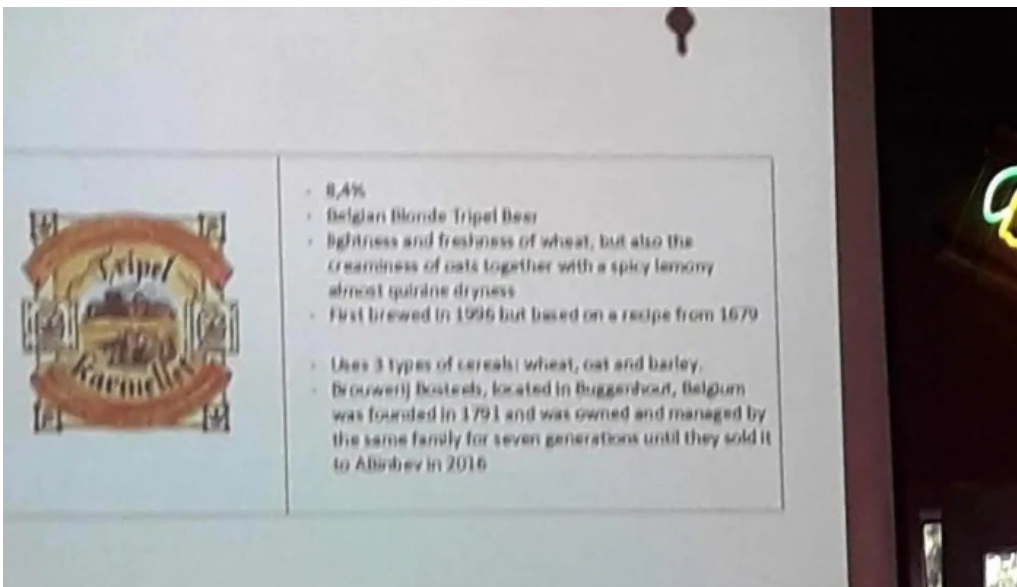 Tripel
Karmeliet
- 8,4%
- Belgian Blonde Tripel Beer
- lightness and freshness of wheat, but also the
creaminess of oats together with a spicy lemony
almost quinine dryness
- First brewed in 1996 but based on a recipe from 1679
- Uses 3 types of cereals: wheat, oat and barley.
- Brouwerij Bosteels, located in Buggenhout, Belgium
was founded in 1791 and was owned and managed by
the same family for seven generations until they sold it
to ABinbev in 2016